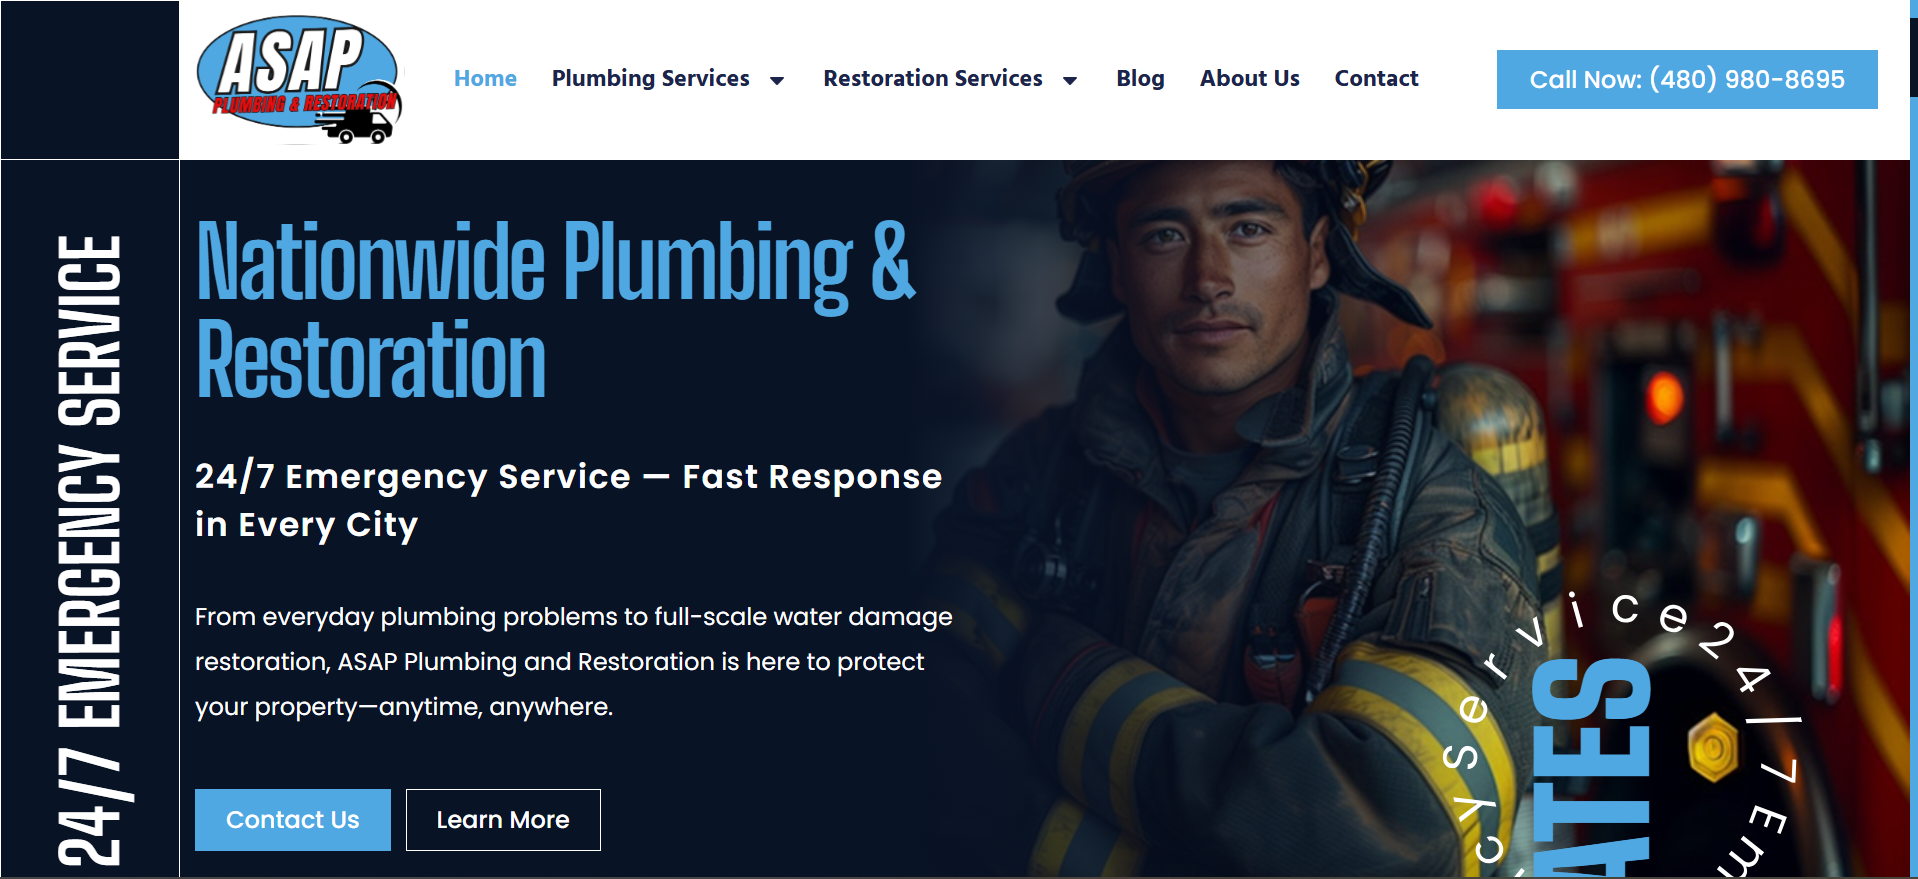 ASAP
PLUMBING & RESTORATION
Home
Plumbing Services
Restoration Services
Blog
About Us
Contact
Call Now: (480) 980-8695
24/7 EMERGENCY SERVICE
Nationwide Plumbing &
Restoration
24/7 Emergency Service — Fast Response
in Every City
From everyday plumbing problems to full-scale water damage
restoration, ASAP Plumbing and Restoration is here to protect
your property—anytime, anywhere.
Contact Us
Learn More
cy Service 24/7 Em
ATES